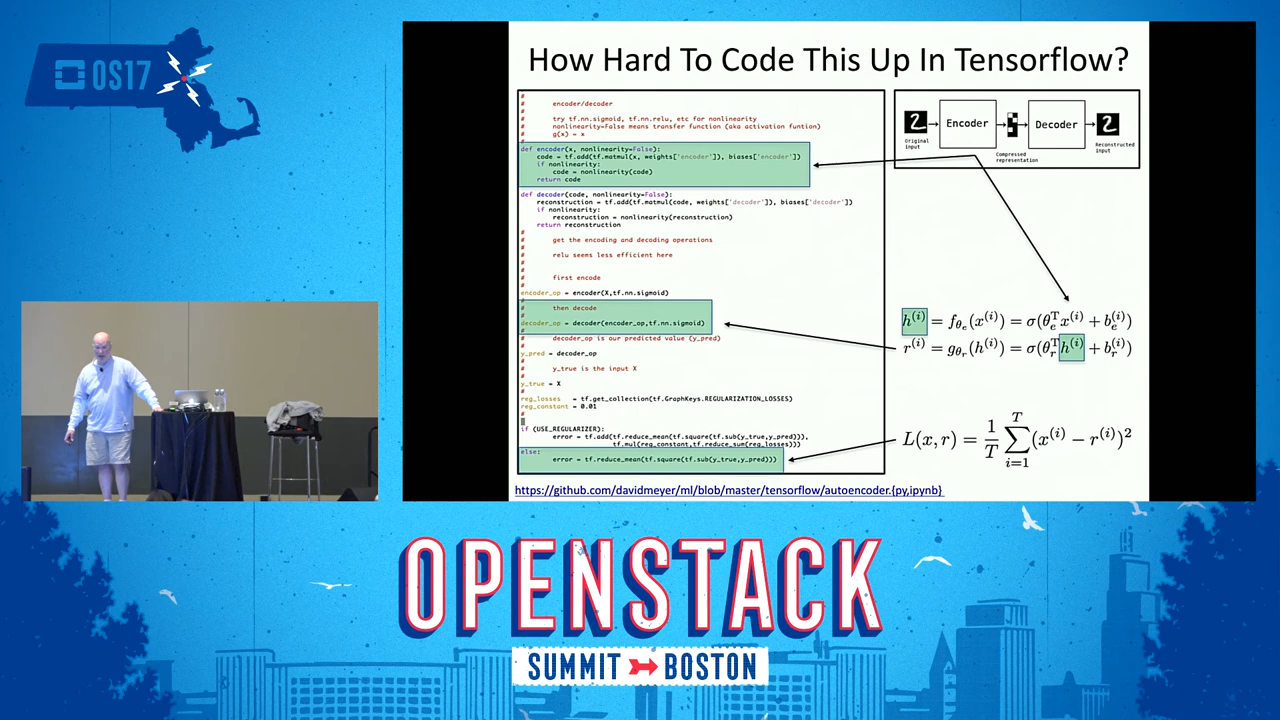 OS17
How Hard To Code This Up In Tensorflow?
#
# encoder/decoder
#
# try tf.nn.sigmoid, tf.nn.relu, etc for nonlinearity
# nonlinearity=False means transfer function (aka activation funtion)
# g(x) = x
#
def encoder(x, nonlinearity=False):
code = tf.add(tf.matmul(x, weights['encoder']), biases['encoder'])
if nonlinearity:
code = nonlinearity(code)
return code
def decoder(code, nonlinearity=False):
reconstruction = tf.add(tf.matmul(code, weights['decoder']), biases['decoder'])
if nonlinearity:
reconstruction = nonlinearity(reconstruction)
return reconstruction
#
# get the encoding and decoding operations
#
# relu seems less efficient here
#
#
# first encode
#
encoder_op = encoder(X,tf.nn.sigmoid)
#
# then decode
#
decoder_op = decoder(encoder_op,tf.nn.sigmoid)
#
# decoder_op is our predicted value (y_pred)
#
y_pred = decoder_op
#
# y_true is the input X
#
y_true = X
#
reg_losses = tf.get_collection(tf.GraphKeys.REGULARIZATION_LOSSES)
reg_constant = 0.01
#
if (USE_REGULARIZER):
error = tf.add(tf.reduce_mean(tf.square(tf.sub(y_true,y_pred))),
tf.mul(reg_constant,tf.reduce_sum(reg_losses)))
else:
error = tf.reduce_mean(tf.square(tf.sub(y_true,y_pred)))
2 Encoder Decoder 2
Original
input
Compressed
representation
Reconstructed
input
h⁽ⁱ⁾ = f_θₑ(x⁽ⁱ⁾) = σ(θₑᵀx⁽ⁱ⁾ + bₑ⁽ⁱ⁾)
r⁽ⁱ⁾ = g_θᵣ(h⁽ⁱ⁾) = σ(θᵣᵀh⁽ⁱ⁾ + bᵣ⁽ⁱ⁾)
L(x, r) = 1/T ∑ᵢ₌₁ᵀ (x⁽ⁱ⁾ − r⁽ⁱ⁾)²
https://github.com/davidmeyer/ml/blob/master/tensorflow/autoencoder.{py,ipynb}
OPENSTACK
SUMMIT BOSTON